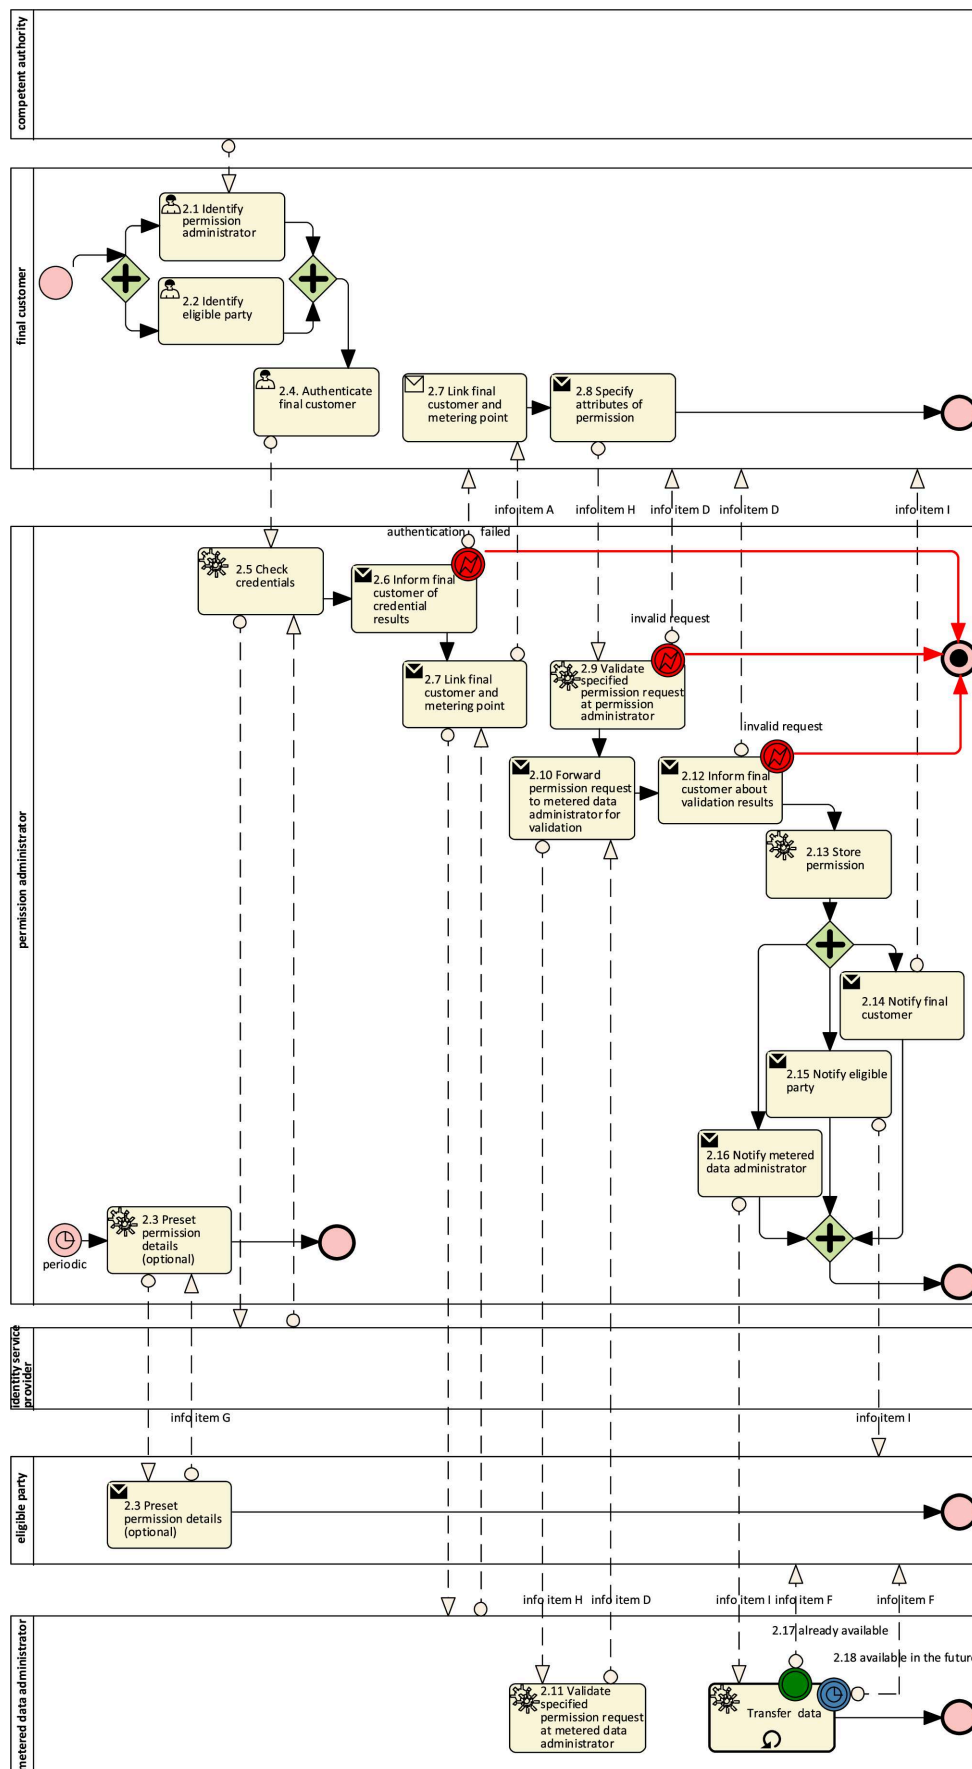 competent authority
final customer
2.1 Identify
permission
administrator
2.2 Identify
eligible party
2.4. Authenticate
final customer
2.7 Link final
customer and
metering point
2.8 Specify
attributes of
permission
info item A
info item H
info item D
info item D
info item I
permission administrator
authentication failed
2.5 Check
credentials
2.6 Inform final
customer of
credential
results
invalid request
2.7 Link final
customer and
metering point
2.9 Validate
specified
permission request
at permission
administrator
invalid request
2.10 Forward
permission request
to metered data
administrator for
validation
2.12 Inform final
customer about
validation results
2.13 Store
permission
2.14 Notify final
customer
2.15 Notify eligible
party
2.16 Notify metered
data administrator
periodic
2.3 Preset
permission
details
(optional)
identity service
provider
info item G
info item I
eligible party
2.3 Preset
permission details
(optional)
info item H
info item D
info item I
info item F
info item F
metered data administrator
2.17 already available
2.18 available in the future
2.11 Validate
specified
permission request
at metered data
administrator
Transfer data